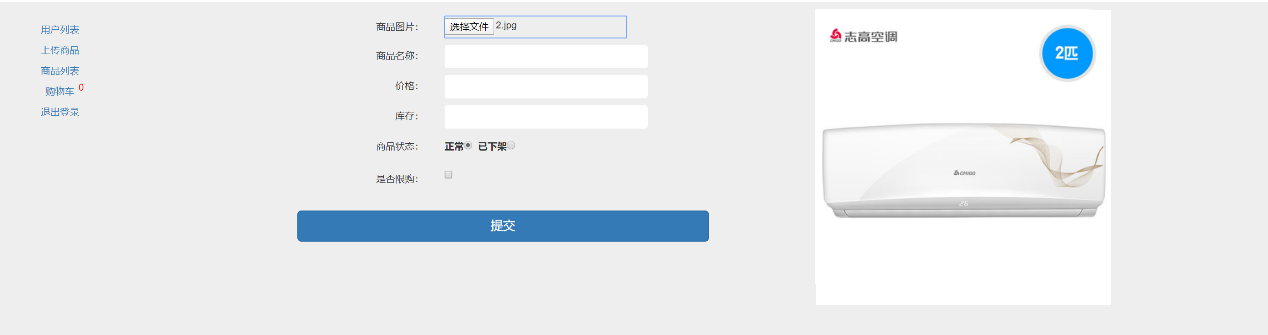 用户列表
上传商品
商品列表
购物车 0
退出登录
商品图片：
选择文件 2.jpg
商品名称：
价格：
库存：
商品状态： 正常 已下架
是否限购：
提交
志高空调
2匹
CHIGO
26